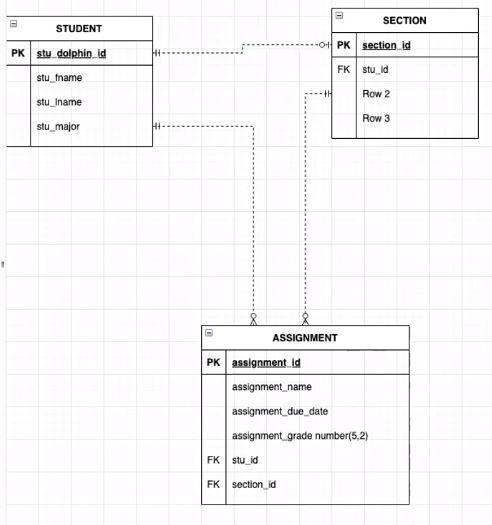 STUDENT
PK stu_dolphin_id
stu_fname
stu_lname
stu_major
SECTION
PK section_id
FK stu_id
Row 2
Row 3
ASSIGNMENT
PK assignment_id
assignment_name
assignment_due_date
assignment_grade number(5,2)
FK stu_id
FK section_id